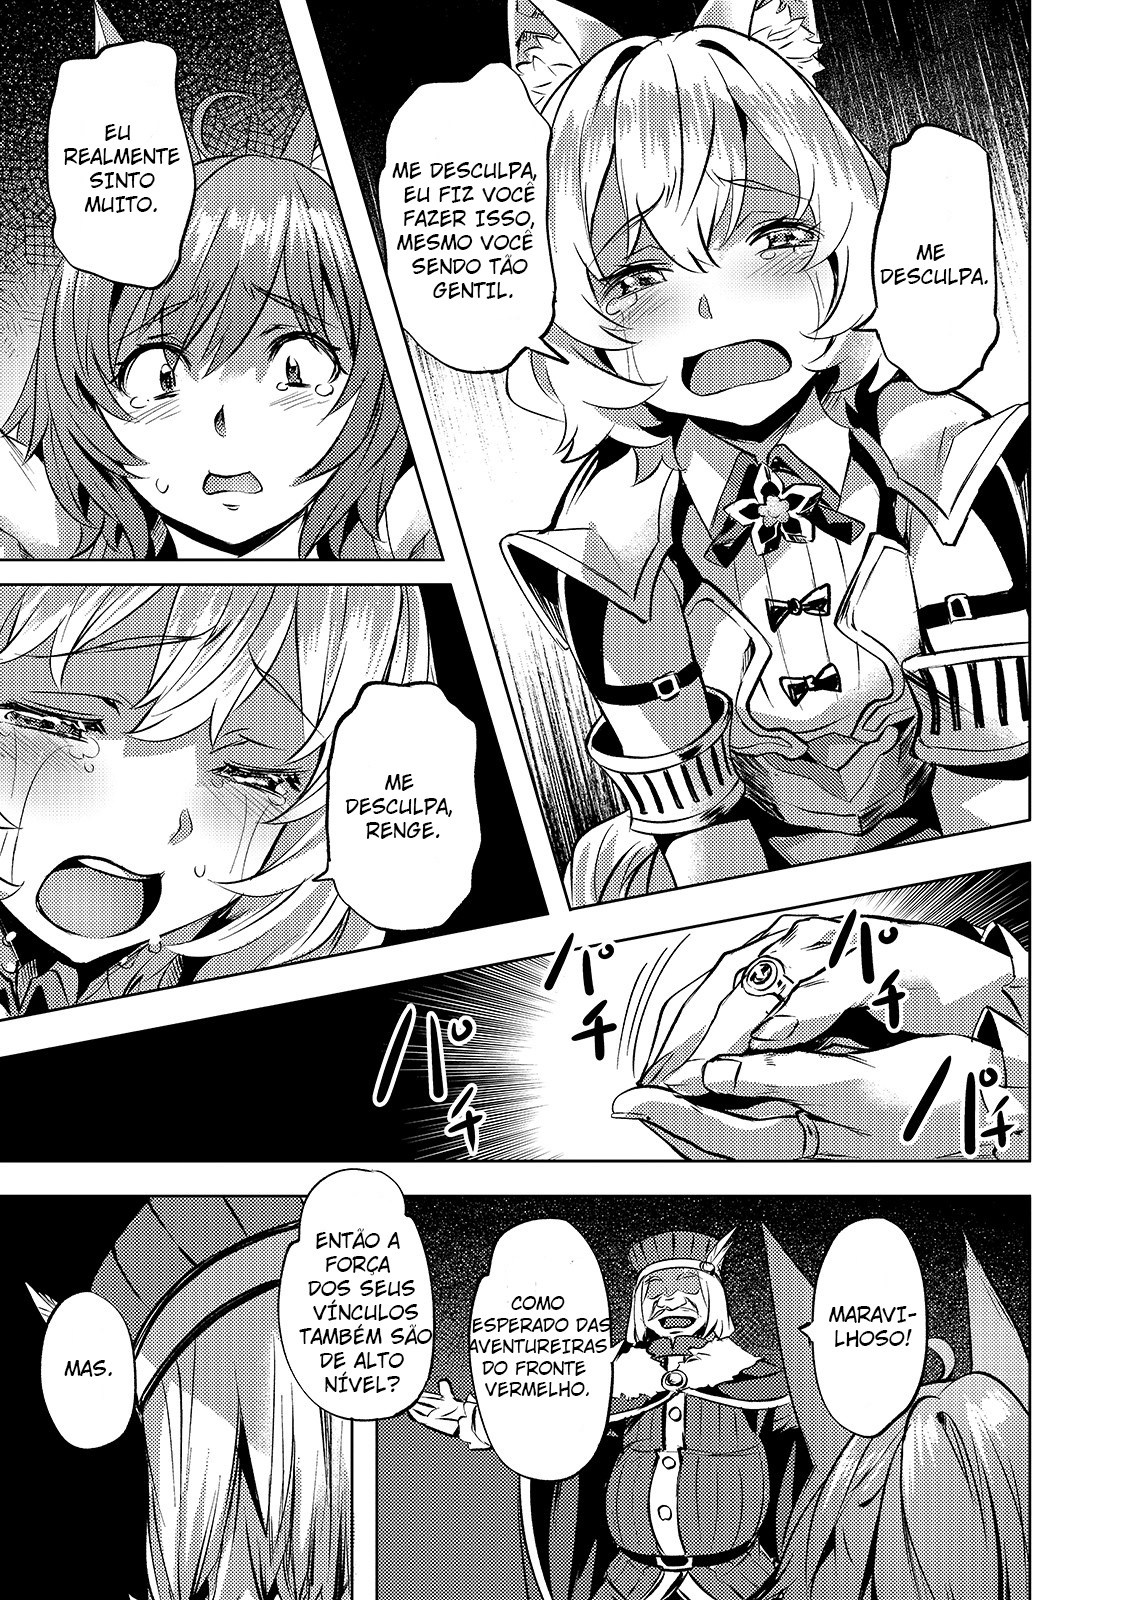 ME
DESCULPA.
ME DESCULPA,
EU FIZ VOCÊ
FAZER ISSO,
MESMO VOCÊ
SENDO TÃO
GENTIL.
EU
REALMENTE
SINTO
MUITO.
ME
DESCULPA,
RENGE.
パチ
パチ
パチ
パチ
MARAVI-
LHOSO!
COMO
ESPERADO DAS
AVENTUREIRAS
DO FRONTE
VERMELHO.
ENTÃO A
FORÇA
DOS SEUS
VÍNCULOS
TAMBÉM SÃO
DE ALTO
NÍVEL?
MAS.